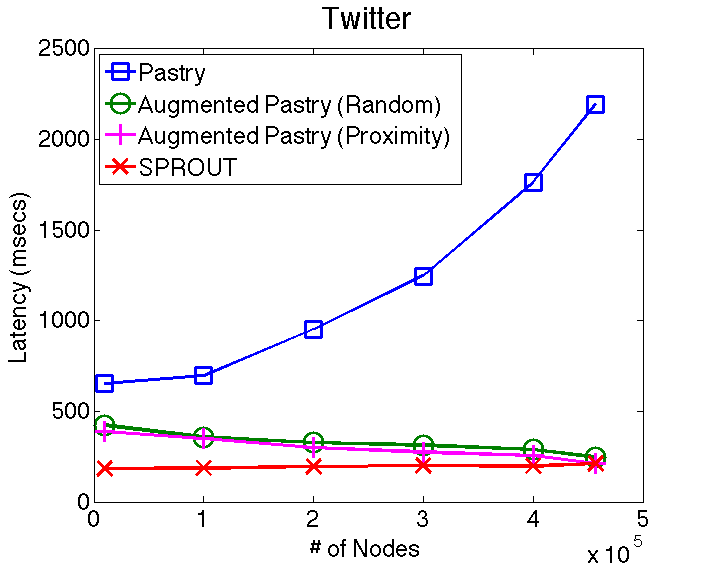 Twitter
2500
2000
1500
1000
500
0
Latency (msecs)
Pastry
Augmented Pastry (Random)
Augmented Pastry (Proximity)
SPROUT
0 1 2 3 4 5
# of Nodes
x 10^5